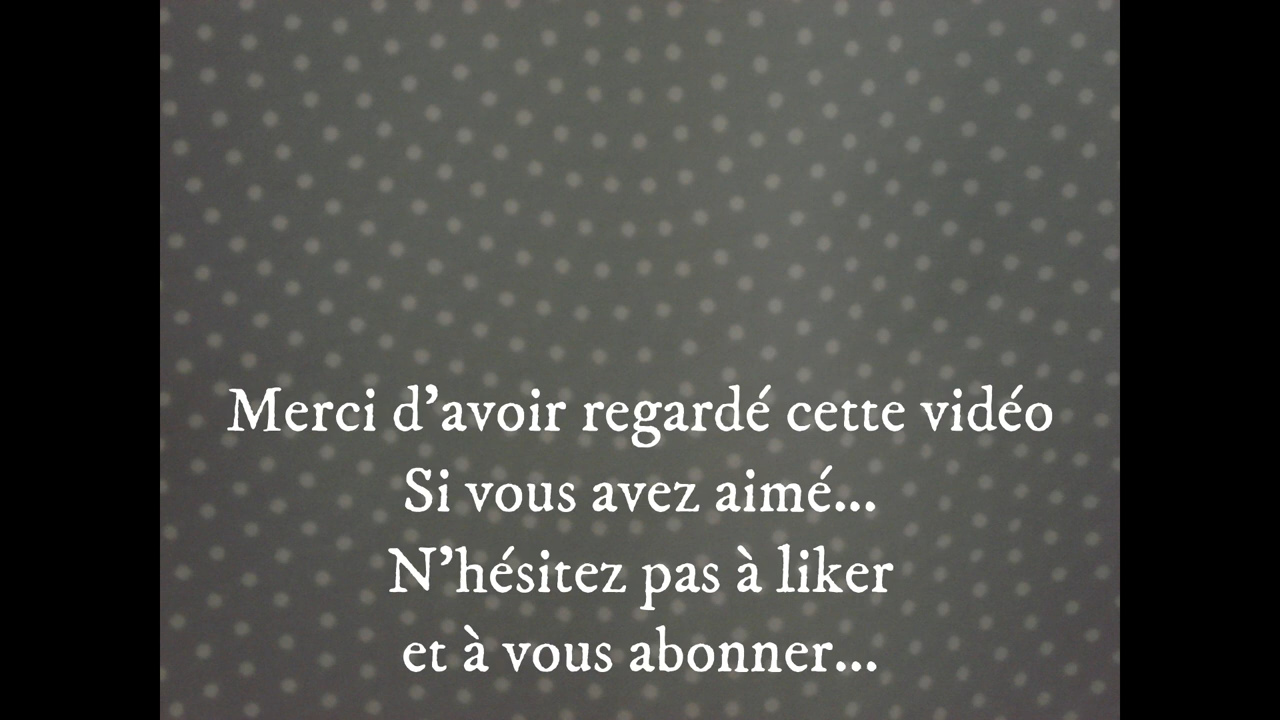 Merci d’avoir regardé cette vidéo
Si vous avez aimé...
N’hésitez pas à liker
et à vous abonner...